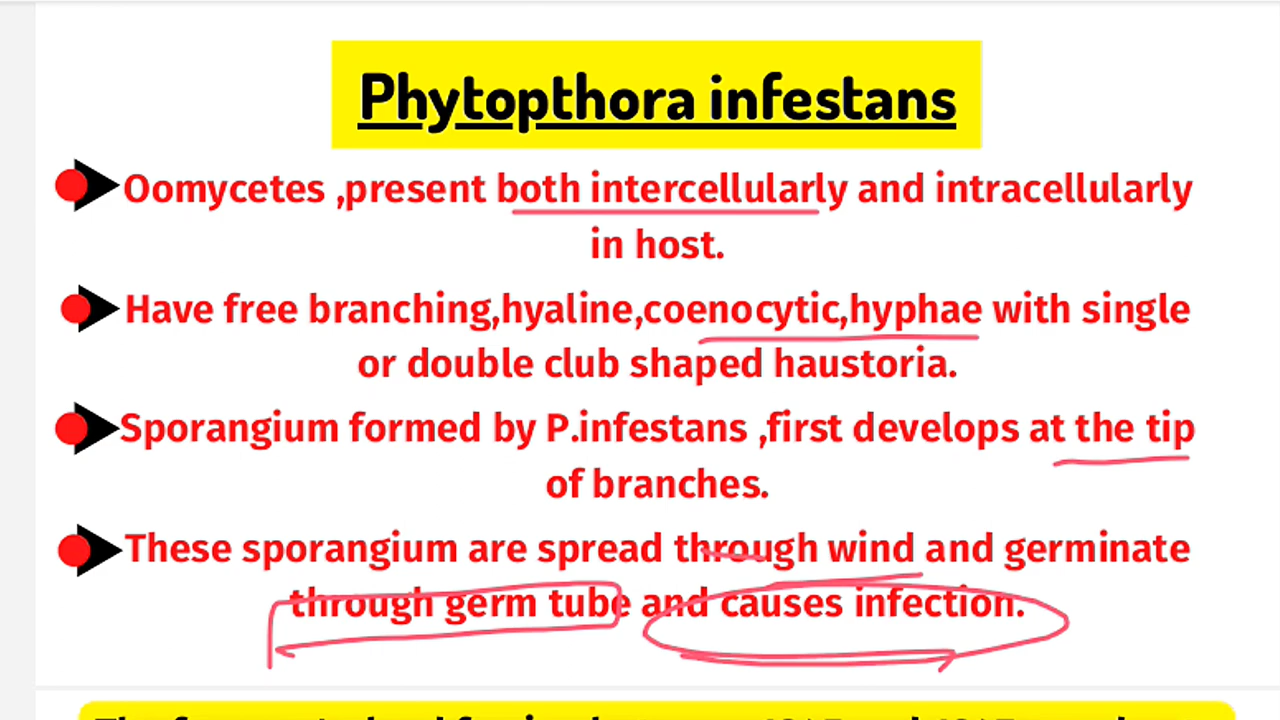 Phytopthora infestans
Oomycetes ,present both intercellularly and intracellularly
in host.
Have free branching,hyaline,coenocytic,hyphae with single
or double club shaped haustoria.
Sporangium formed by P.infestans ,first develops at the tip
of branches.
These sporangium are spread through wind and germinate
through germ tube and causes infection.